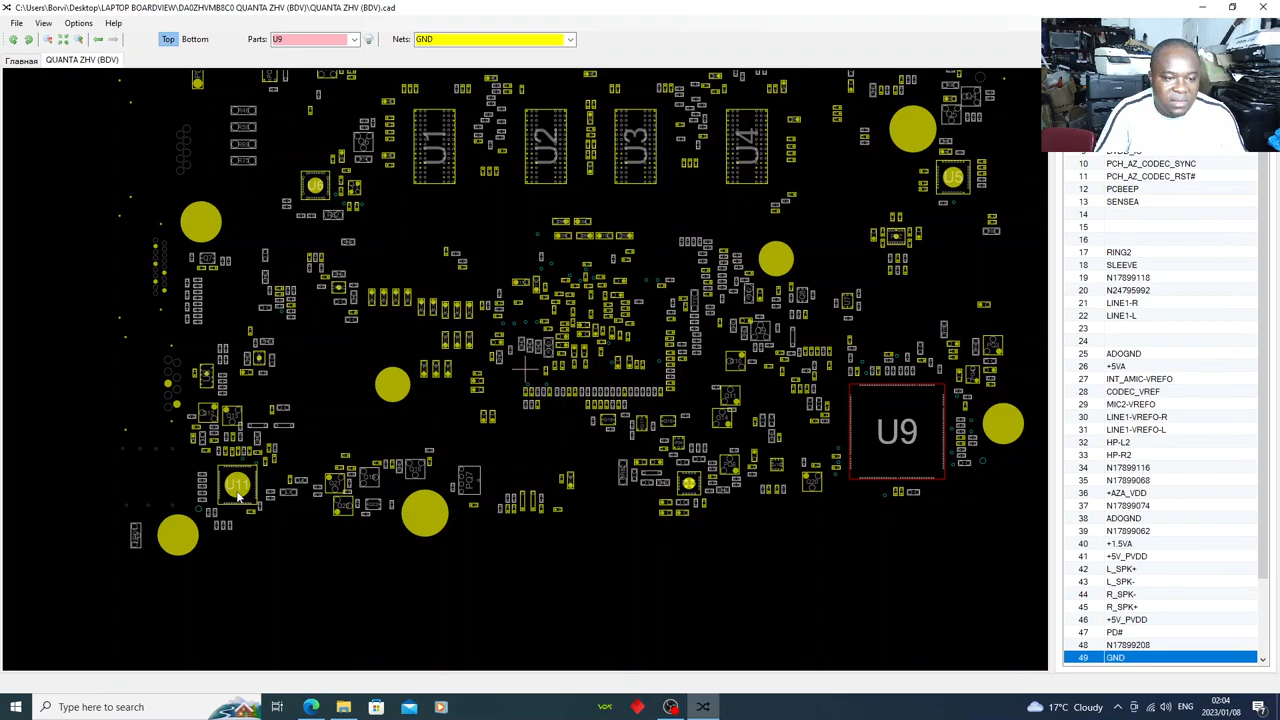 C:\Users\Borvi\Desktop\LAPTOP BOARDVIEW\DA0ZHVMB8C0 QUANTA ZHV (BDV)\QUANTA ZHV (BDV).cad
File View Options Help
Top Bottom Parts: U9 Nets: GND
Главная QUANTA ZHV (BDV)
U1 U2 U3 U4
U6
U5
U9
U11
10 PCH_AZ_CODEC_SYNC
11 PCH_AZ_CODEC_RST#
12 PCBEEP
13 SENSEA
14
15
16
17 RING2
18 SLEEVE
19 N17899118
20 N24795992
21 LINE1-R
22 LINE1-L
23
24
25 ADOGND
26 +5VA
27 INT_AMIC-VREFO
28 CODEC_VREF
29 MIC2-VREFO
30 LINE1-VREFO-R
31 LINE1-VREFO-L
32 HP-L2
33 HP-R2
34 N17899116
35 N17899068
36 +AZA_VDD
37 N17899074
38 ADOGND
39 N17899062
40 +1.5VA
41 +5V_PVDD
42 L_SPK+
43 L_SPK-
44 R_SPK-
45 R_SPK+
46 +5V_PVDD
47 PD#
48 N17899208
49 GND
Type here to search
17°C Cloudy ENG 02:04
2023/01/08